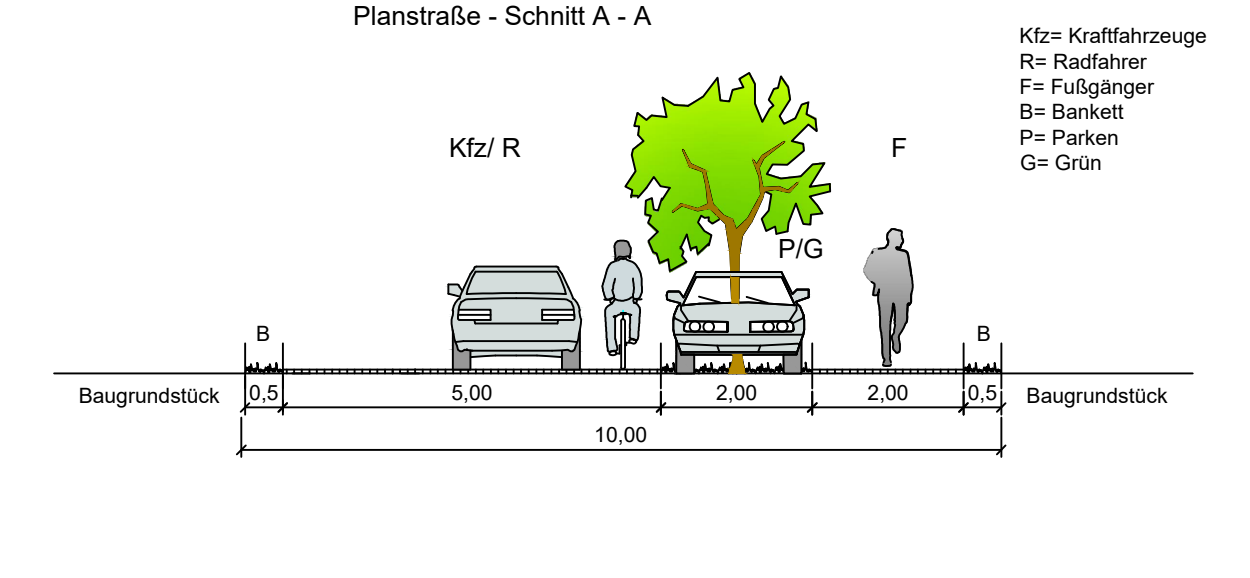 Planstraße - Schnitt A - A
Kfz= Kraftfahrzeuge
R= Radfahrer
F= Fußgänger
B= Bankett
P= Parken
G= Grün
Kfz/ R
F
P/G
B
B
Baugrundstück
0,5
5,00
2,00
2,00
0,5
Baugrundstück
10,00